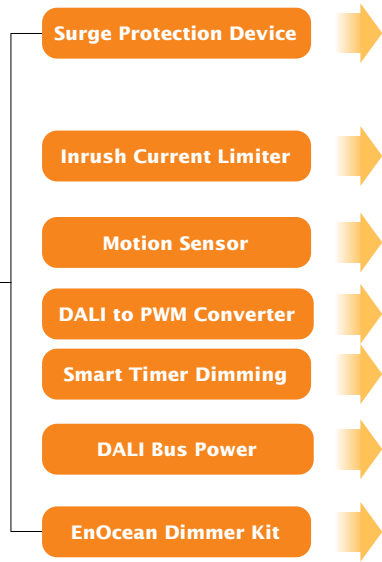 Surge Protection Device
Inrush Current Limiter
Motion Sensor
DALI to PWM Converter
Smart Timer Dimming
DALI Bus Power
EnOcean Dimmer Kit